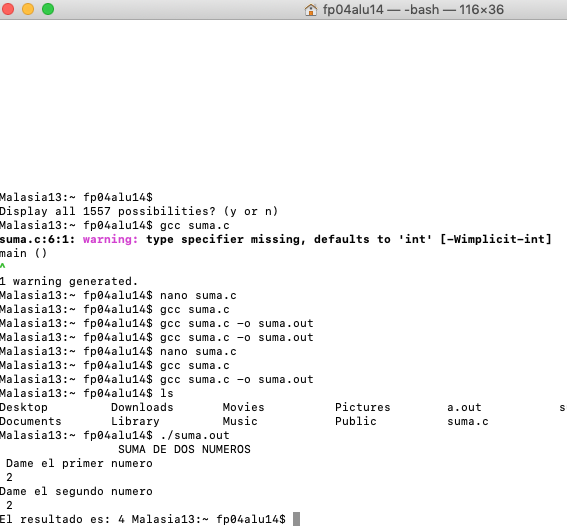 fp04alu14 — -bash — 116×36
Malasia13:~ fp04alu14$
Display all 1557 possibilities? (y or n)
Malasia13:~ fp04alu14$ gcc suma.c
suma.c:6:1: warning: type specifier missing, defaults to 'int' [-Wimplicit-int]
main ()
^
1 warning generated.
Malasia13:~ fp04alu14$ nano suma.c
Malasia13:~ fp04alu14$ gcc suma.c
Malasia13:~ fp04alu14$ gcc suma.c -o suma.out
Malasia13:~ fp04alu14$ gcc suma.c -o suma.out
Malasia13:~ fp04alu14$ nano suma.c
Malasia13:~ fp04alu14$ gcc suma.c
Malasia13:~ fp04alu14$ gcc suma.c -o suma.out
Malasia13:~ fp04alu14$ ls
Desktop Downloads Movies Pictures a.out
Documents Library Music Public suma.c
Malasia13:~ fp04alu14$ ./suma.out
SUMA DE DOS NUMEROS
Dame el primer numero
2
Dame el segundo numero
2
El resultado es: 4 Malasia13:~ fp04alu14$